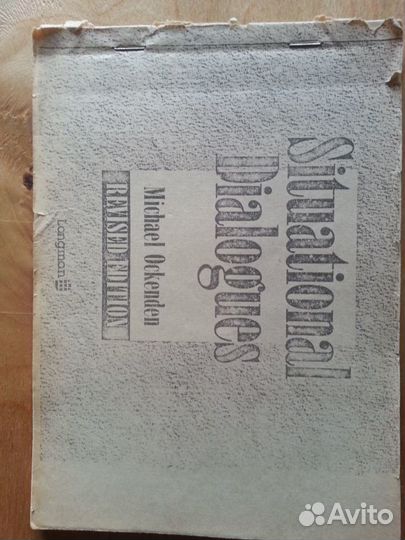 Situational
Dialogues
Michael Ockenden
REVISED EDITION
Longman
Avito